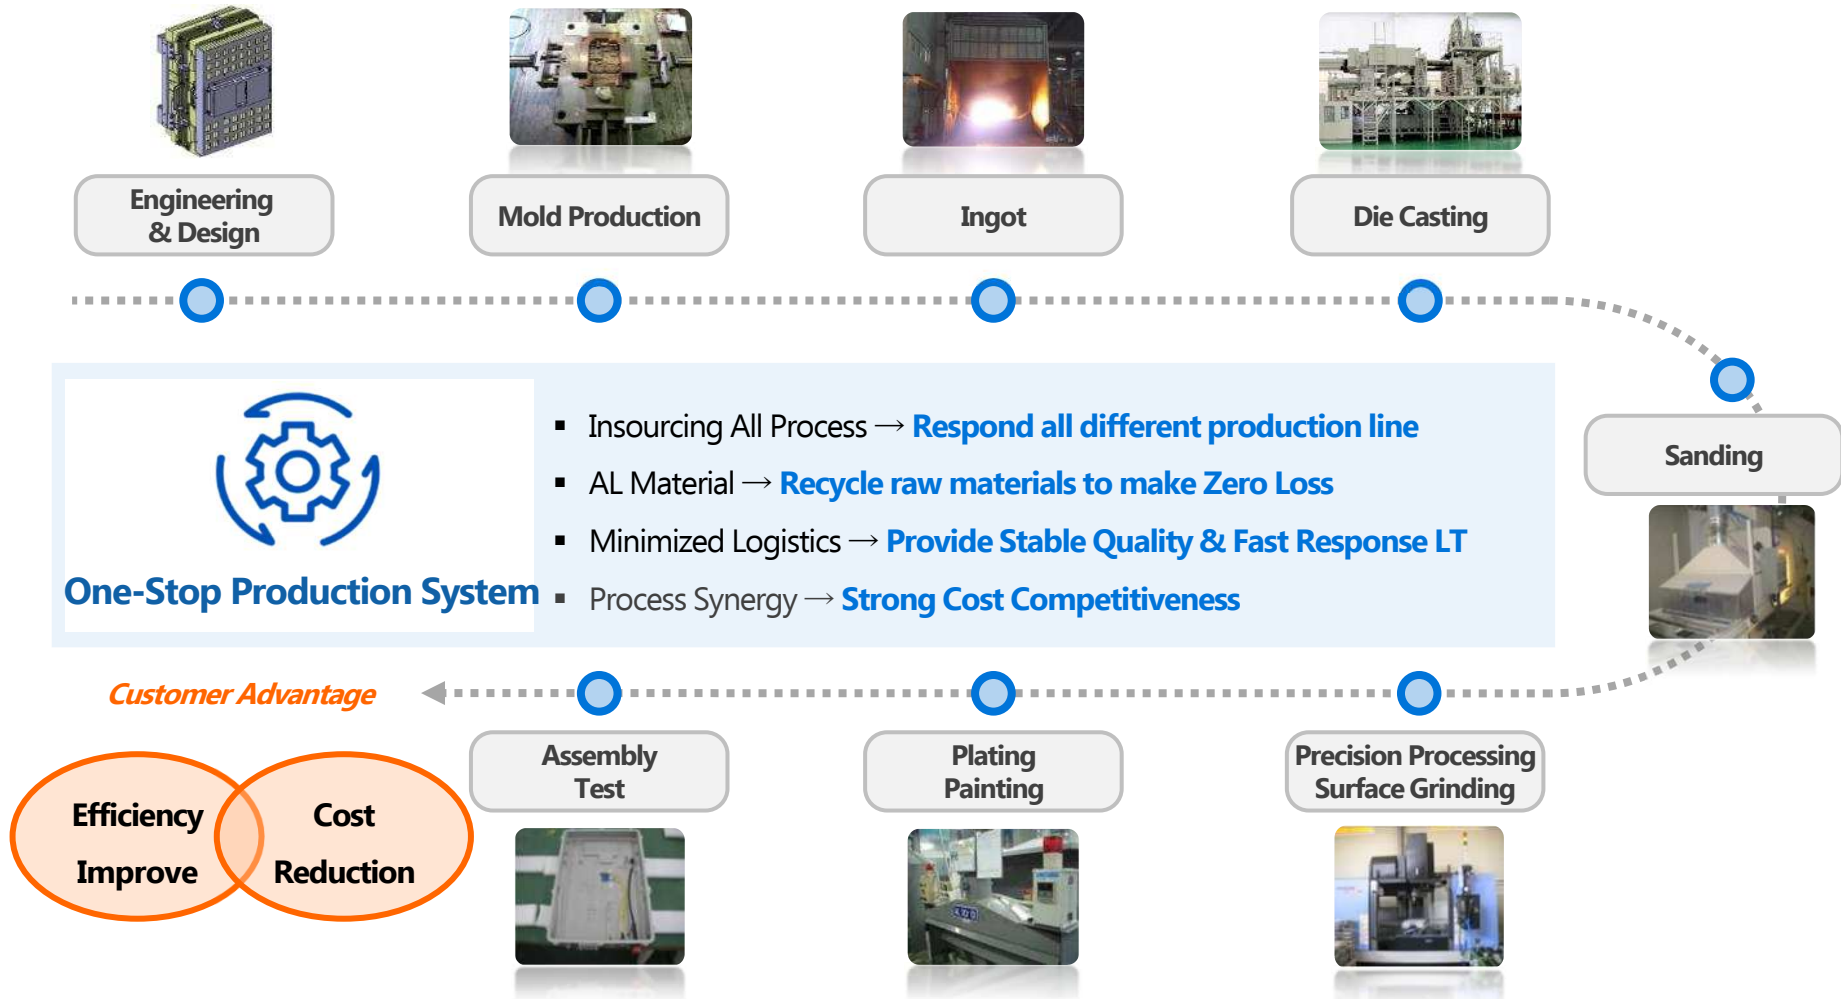 Engineering
& Design
Mold Production
Ingot
Die Casting
Sanding
One-Stop Production System
▪ Insourcing All Process → Respond all different production line
▪ AL Material → Recycle raw materials to make Zero Loss
▪ Minimized Logistics → Provide Stable Quality & Fast Response LT
▪ Process Synergy → Strong Cost Competitiveness
Customer Advantage
Efficiency
Improve
Cost
Reduction
Assembly
Test
Plating
Painting
Precision Processing
Surface Grinding